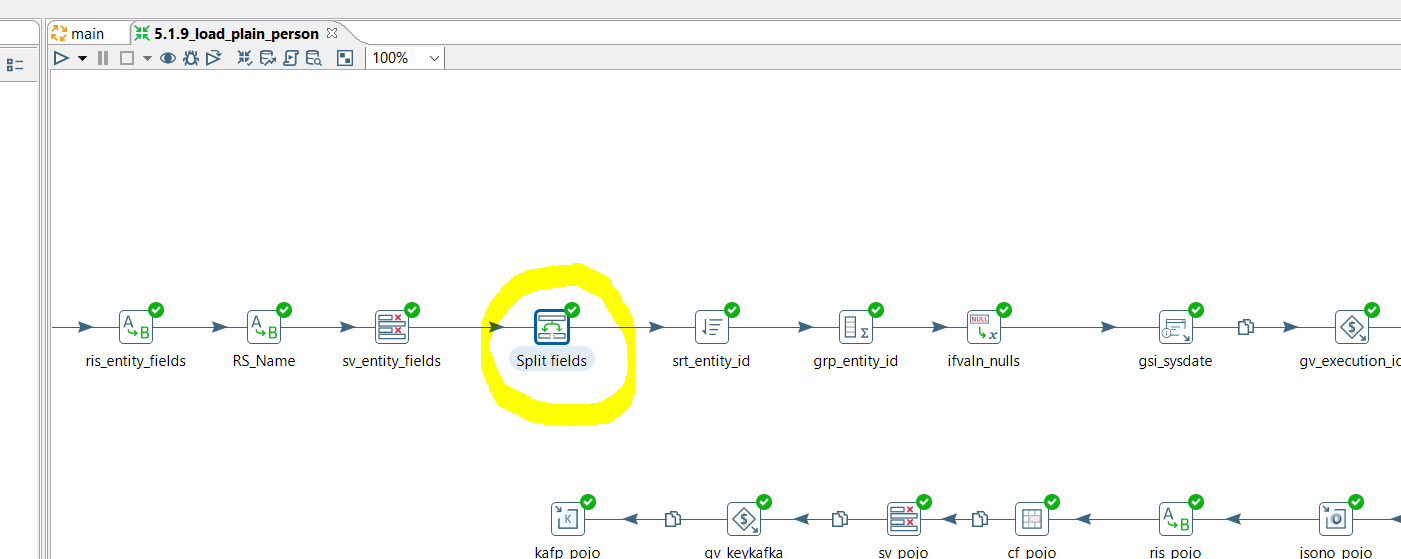 main
5.1.9_load_plain_person
100%
ris_entity_fields
RS_Name
sv_entity_fields
Split fields
srt_entity_id
grp_entity_id
ifvaln_nulls
gsi_sysdate
gv_execution_id
A B
A B
Σ
NULL
x
$
K
$
A B
kafp_pojo
gv_keykafka
sv_pojo
cf_pojo
ris_pojo
jsono_pojo